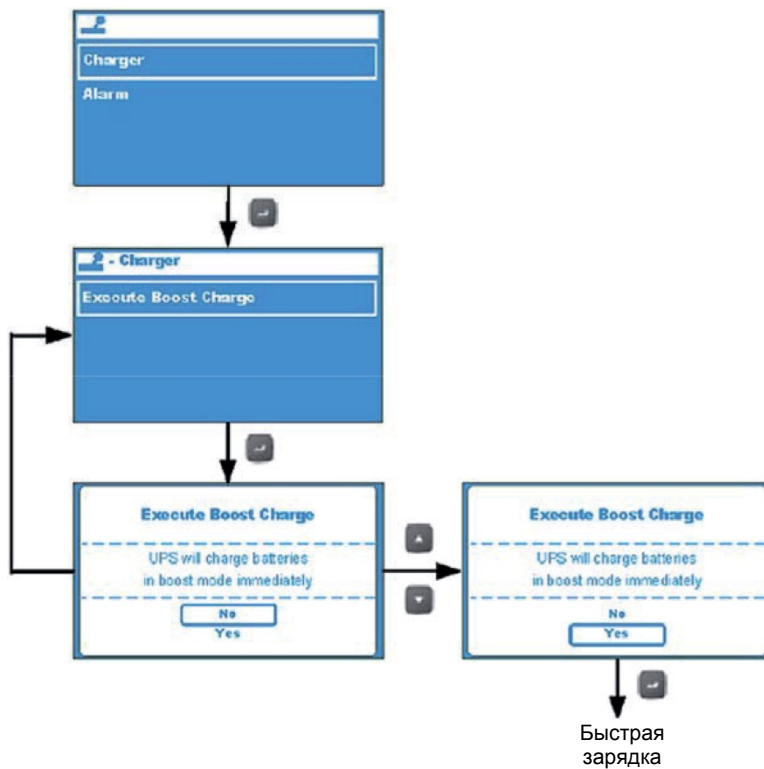 Charger
Alarm
- Charger
Execute Boost Charge
Execute Boost Charge
UPS will charge batteries
in boost mode immediately
No
Yes
Execute Boost Charge
UPS will charge batteries
in boost mode immediately
No
Yes
Быстрая
зарядка